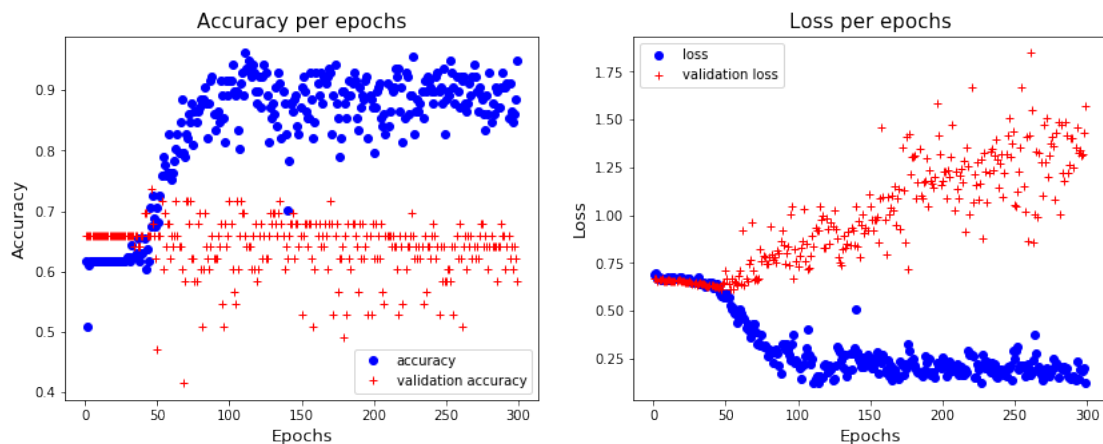 Accuracy per epochs
Accuracy
0.9
0.8
0.7
0.6
0.5
0.4
accuracy
validation accuracy
0 50 100 150 200 250 300
Epochs
Loss per epochs
Loss
1.75
1.50
1.25
1.00
0.75
0.50
0.25
loss
validation loss
0 50 100 150 200 250 300
Epochs